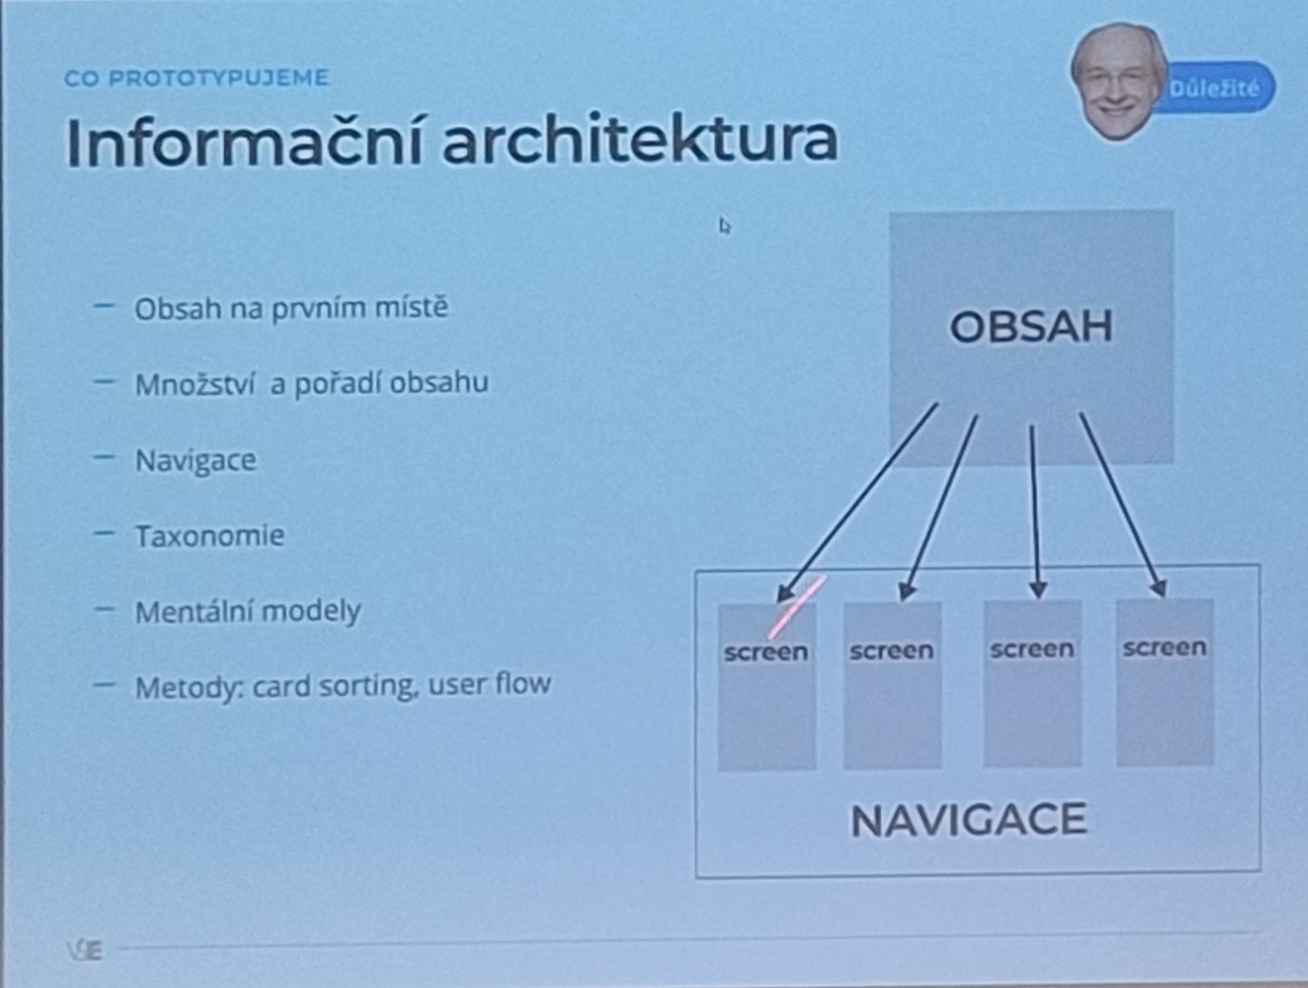 CO PROTOTYPUJEME
Informační architektura
Důležité
— Obsah na prvním místě
— Množství a pořadí obsahu
— Navigace
— Taxonomie
— Mentální modely
— Metody: card sorting, user flow
OBSAH
screen screen screen screen
NAVIGACE
VŠE